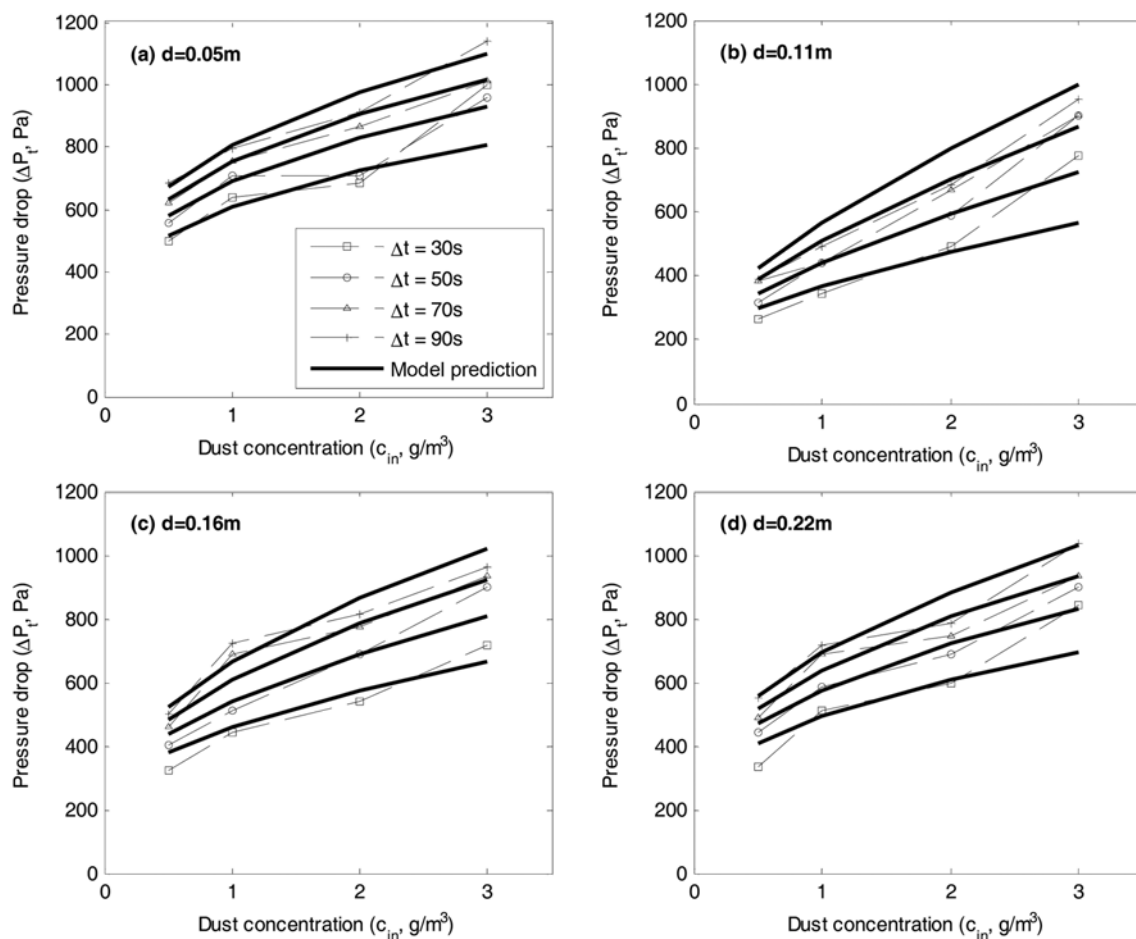 (a) d=0.05m
Pressure drop (ΔPt, Pa)
1200
1000
800
600
400
200
0
Δt = 30s
Δt = 50s
Δt = 70s
Δt = 90s
Model prediction
0 1 2 3
Dust concentration (cin, g/m³)
(b) d=0.11m
Pressure drop (ΔPt, Pa)
1200
1000
800
600
400
200
0
0 1 2 3
Dust concentration (cin, g/m³)
(c) d=0.16m
Pressure drop (ΔPt, Pa)
1200
1000
800
600
400
200
0
0 1 2 3
Dust concentration (cin, g/m³)
(d) d=0.22m
Pressure drop (ΔPt, Pa)
1200
1000
800
600
400
200
0
0 1 2 3
Dust concentration (cin, g/m³)